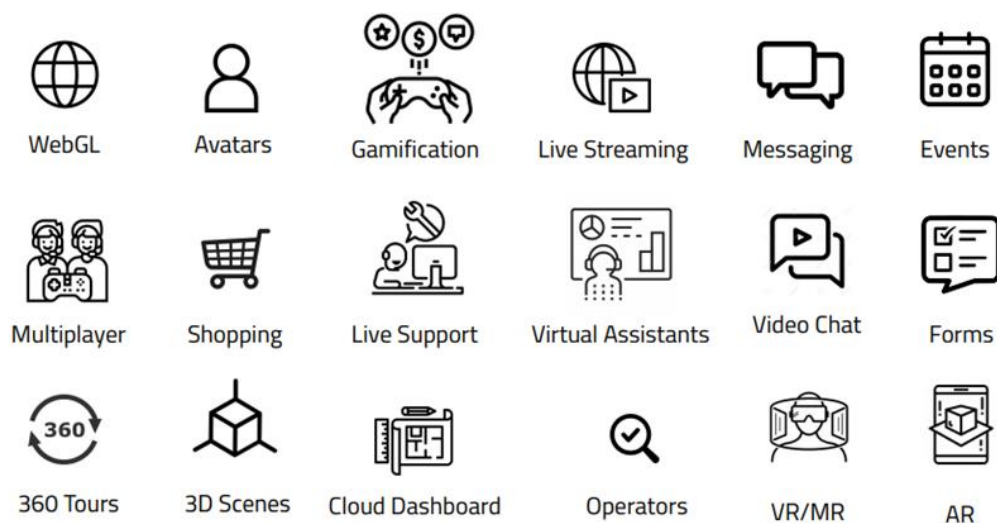 WebGL
Avatars
Gamification
Live Streaming
Messaging
Events
Multiplayer
Shopping
Live Support
Virtual Assistants
Video Chat
Forms
360
360 Tours
3D Scenes
Cloud Dashboard
Operators
VR/MR
AR